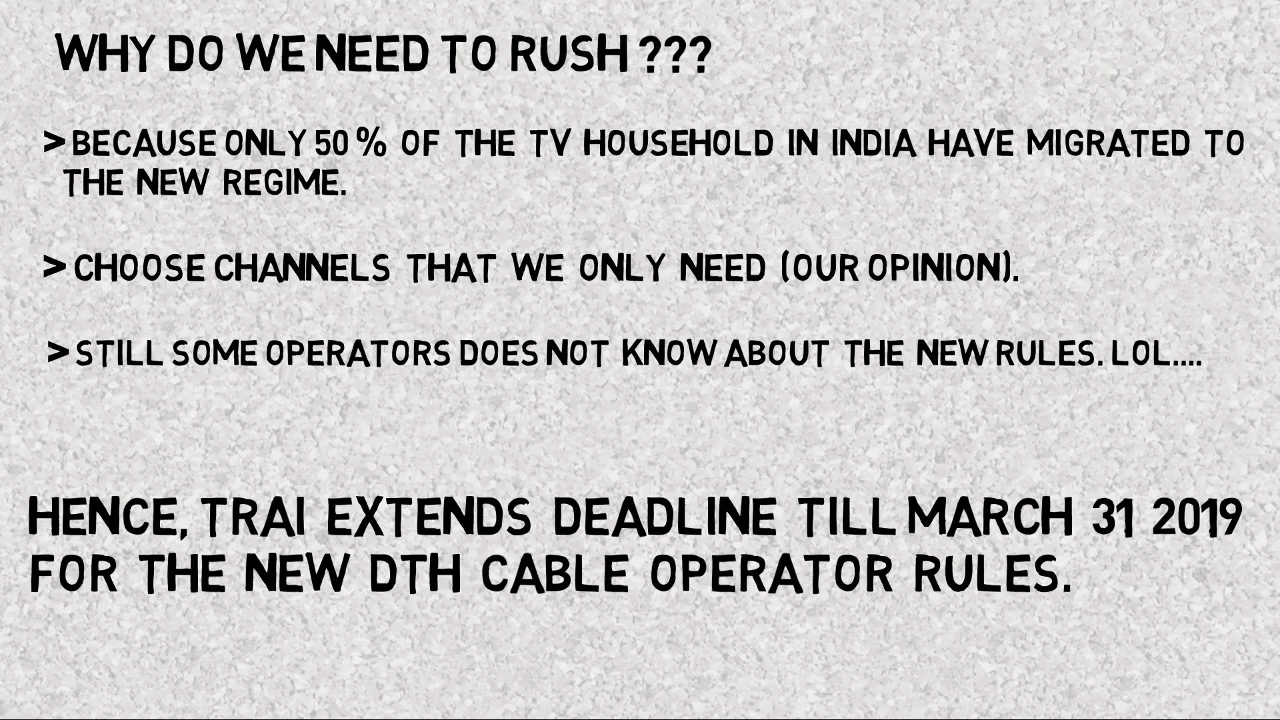 WHY DO WE NEED TO RUSH ???
> BECAUSE ONLY 50 % OF THE TV HOUSEHOLD IN INDIA HAVE MIGRATED TO
THE NEW REGIME.
> CHOOSE CHANNELS THAT WE ONLY NEED (OUR OPINION).
> STILL SOME OPERATORS DOES NOT KNOW ABOUT THE NEW RULES. LOL....
HENCE, TRAI EXTENDS DEADLINE TILL MARCH 31 2019
FOR THE NEW DTH CABLE OPERATOR RULES.